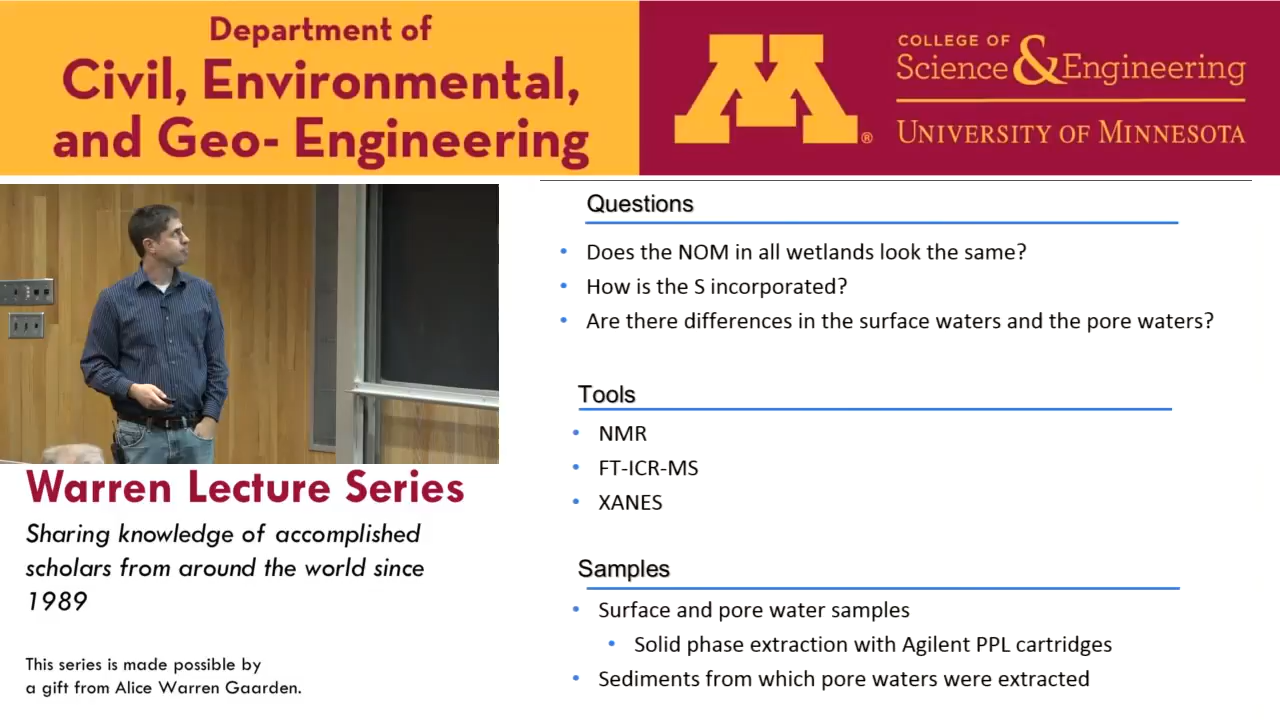 Department of
Civil, Environmental,
and Geo- Engineering
M®
COLLEGE OF
Science & Engineering
UNIVERSITY OF MINNESOTA
Warren Lecture Series
Sharing knowledge of accomplished
scholars from around the world since
1989
This series is made possible by
a gift from Alice Warren Gaarden.
Questions
• Does the NOM in all wetlands look the same?
• How is the S incorporated?
• Are there differences in the surface waters and the pore waters?
Tools
• NMR
• FT-ICR-MS
• XANES
Samples
• Surface and pore water samples
• Solid phase extraction with Agilent PPL cartridges
• Sediments from which pore waters were extracted